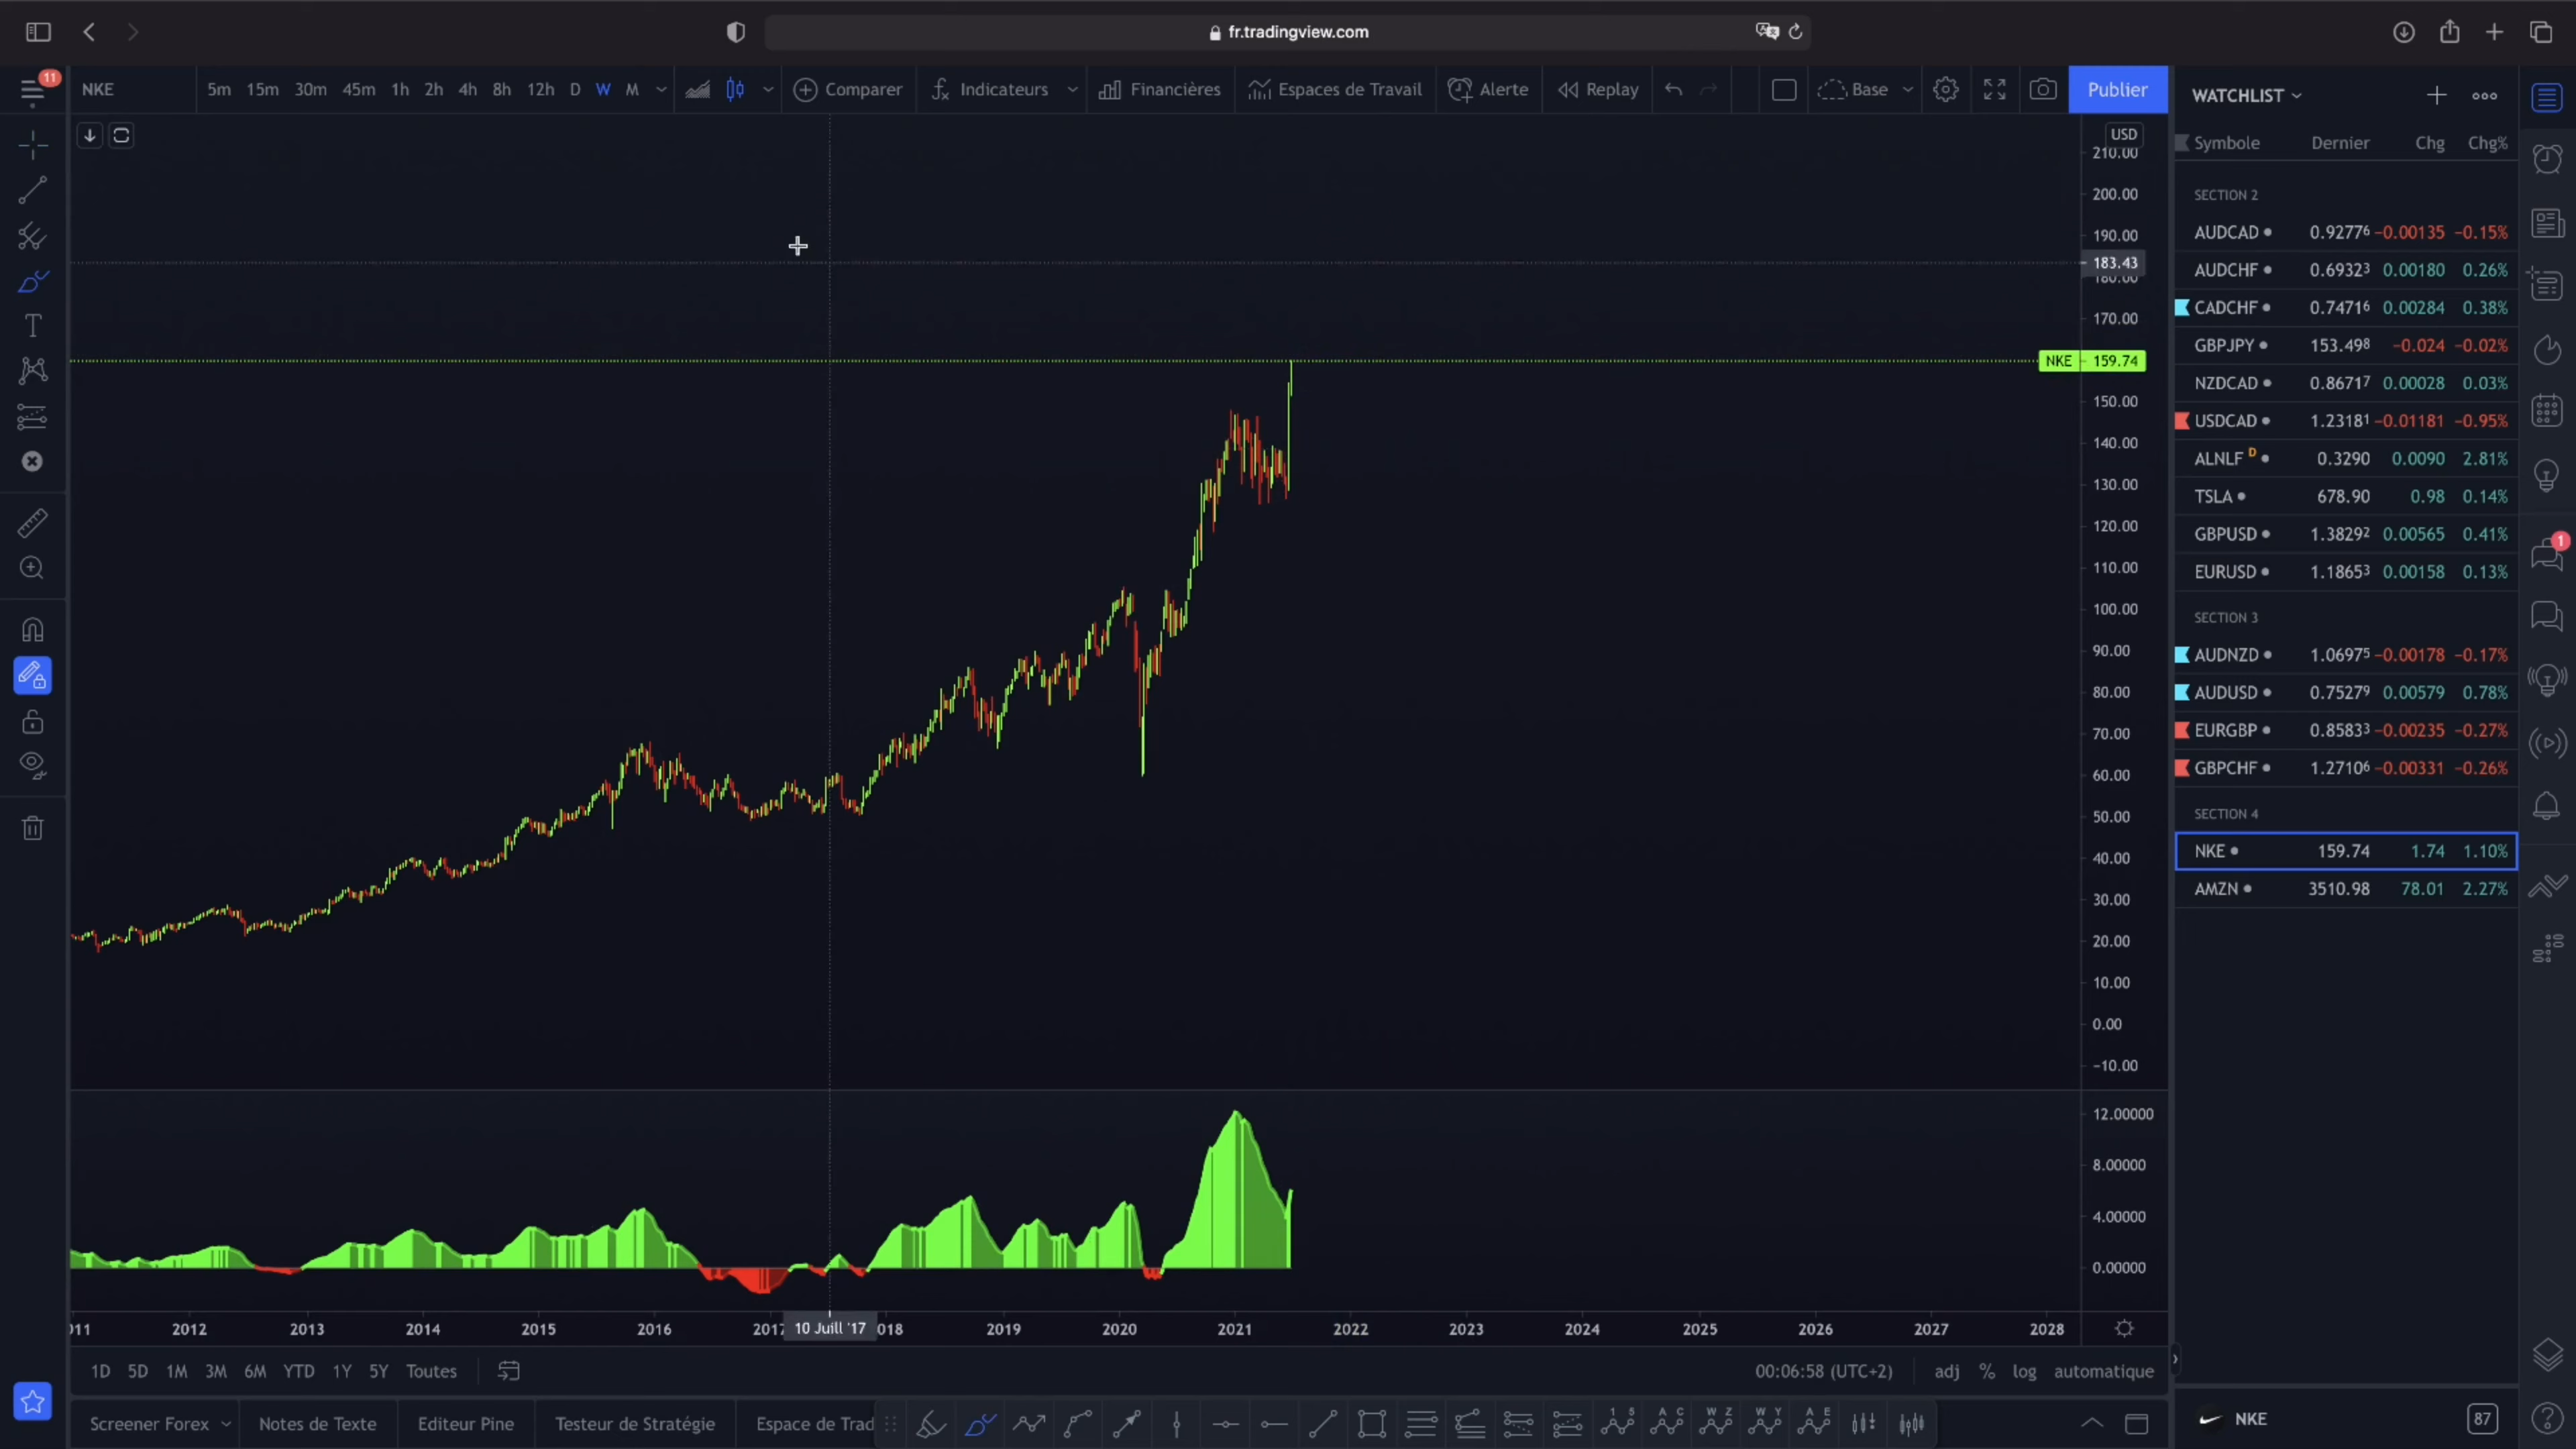 fr.tradingview.com
11
NKE 5m 15m 30m 45m 1h 2h 4h 8h 12h D W M Comparer Indicateurs Financières Espaces de Travail Alerte Replay Base Publier
WATCHLIST
Symbole Dernier Chg Chg%
SECTION 2
AUDCAD 0.92776 −0.00135 −0.15%
AUDCHF 0.69323 0.00180 0.26%
CADCHF 0.74716 0.00284 0.38%
GBPJPY 153.498 −0.024 −0.02%
NZDCAD 0.86717 0.00028 0.03%
USDCAD 1.23181 −0.01181 −0.95%
ALNLF D 0.3290 0.0090 2.81%
TSLA 678.90 0.98 0.14%
GBPUSD 1.38292 0.00565 0.41%
EURUSD 1.18653 0.00158 0.13%
SECTION 3
AUDNZD 1.06975 −0.00178 −0.17%
AUDUSD 0.75279 0.00579 0.78%
EURGBP 0.85833 −0.00235 −0.27%
GBPCHF 1.27106 −0.00331 −0.26%
SECTION 4
NKE 159.74 1.74 1.10%
AMZN 3510.98 78.01 2.27%
1
USD
210.00
200.00
190.00
183.43
180.00
170.00
NKE 159.74
150.00
140.00
130.00
120.00
110.00
100.00
90.00
80.00
70.00
60.00
50.00
40.00
30.00
20.00
10.00
0.00
−10.00
12.00000
8.00000
4.00000
0.00000
)11 2012 2013 2014 2015 2016 2017 10 Juill '17 018 2019 2020 2021 2022 2023 2024 2025 2026 2027 2028
1D 5D 1M 3M 6M YTD 1Y 5Y Toutes 00:06:58 (UTC+2) adj % log automatique
Screener Forex Notes de Texte Editeur Pine Testeur de Stratégie Espace de Trad
1 5 A C W Z W Y A E
NKE 87